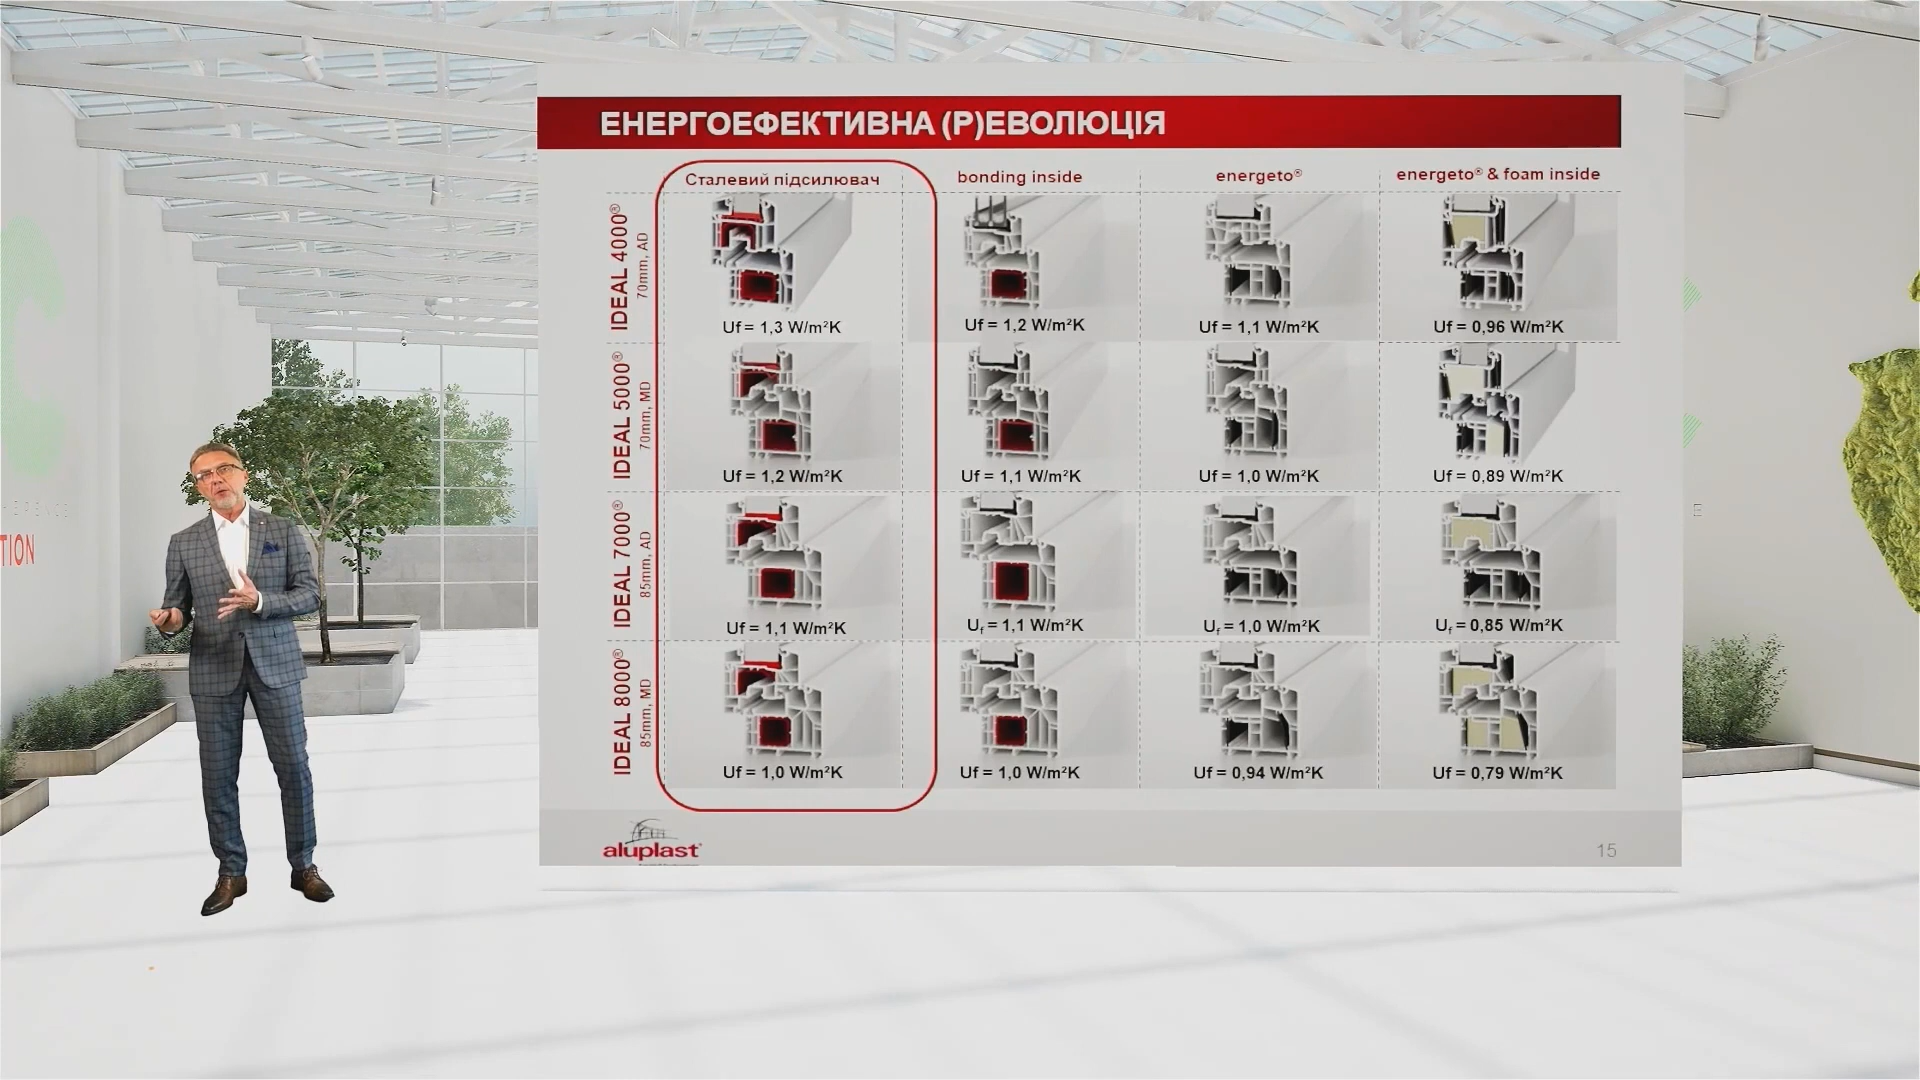 ЕНЕРГОЕФЕКТИВНА (Р)ЕВОЛЮЦІЯ
Сталевий підсилювач
bonding inside
energeto®
energeto® & foam inside
IDEAL 4000®
70mm, AD
Uf = 1,3 W/m²K
Uf = 1,2 W/m²K
Uf = 1,1 W/m²K
Uf = 0,96 W/m²K
IDEAL 5000®
70mm, MD
Uf = 1,2 W/m²K
Uf = 1,1 W/m²K
Uf = 1,0 W/m²K
Uf = 0,89 W/m²K
IDEAL 7000®
85mm, AD
Uf = 1,1 W/m²K
Uf = 1,1 W/m²K
Uf = 1,0 W/m²K
Uf = 0,85 W/m²K
IDEAL 8000®
85mm, MD
Uf = 1,0 W/m²K
Uf = 1,0 W/m²K
Uf = 0,94 W/m²K
Uf = 0,79 W/m²K
aluplast®
15
TION